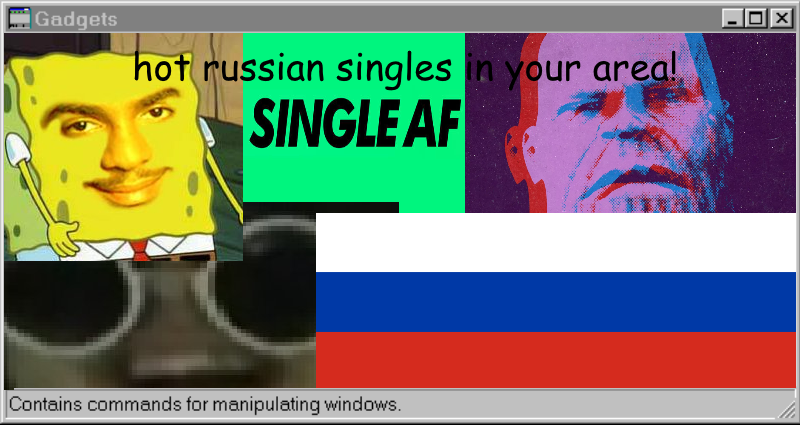 Gadgets
hot russian singles in your area!
SINGLE AF
Contains commands for manipulating windows.